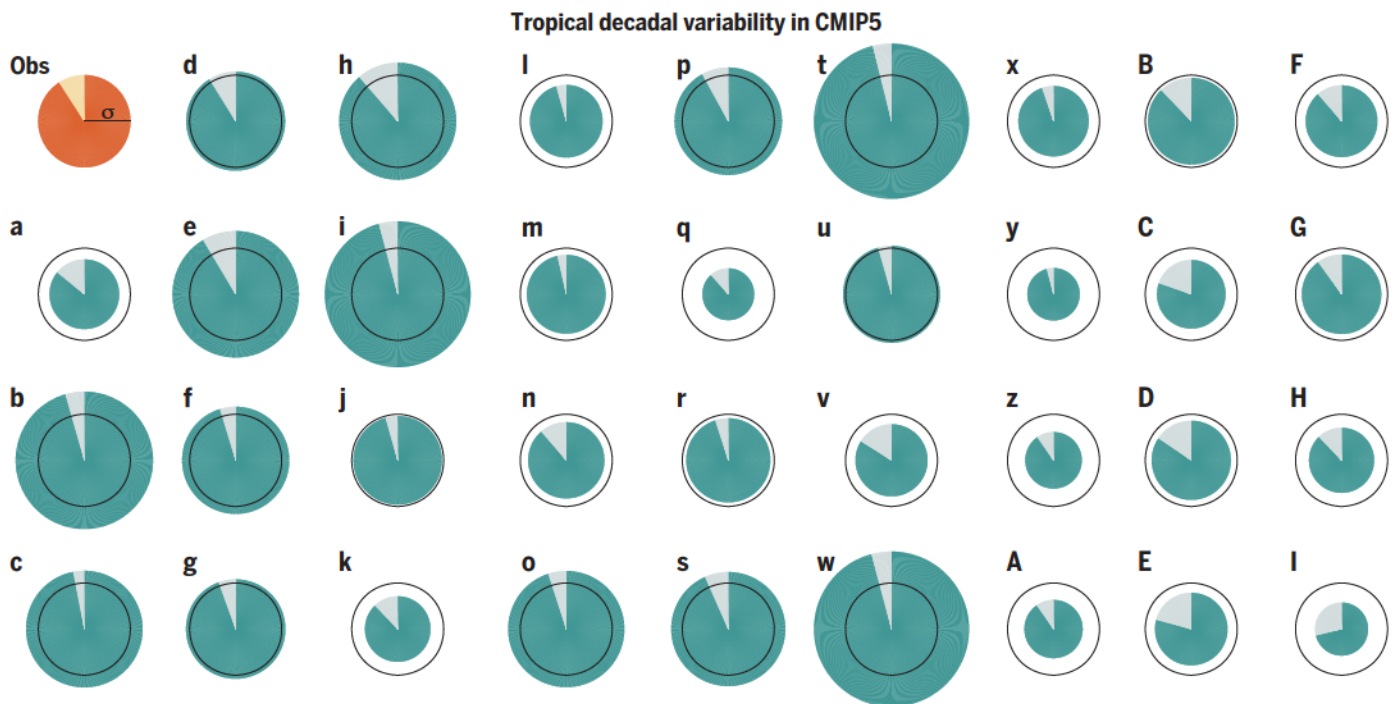 Tropical decadal variability in CMIP5
Obs d h l p t x B F
σ
a e i m q u y C G
b f j n r v z D H
c g k o s w A E I